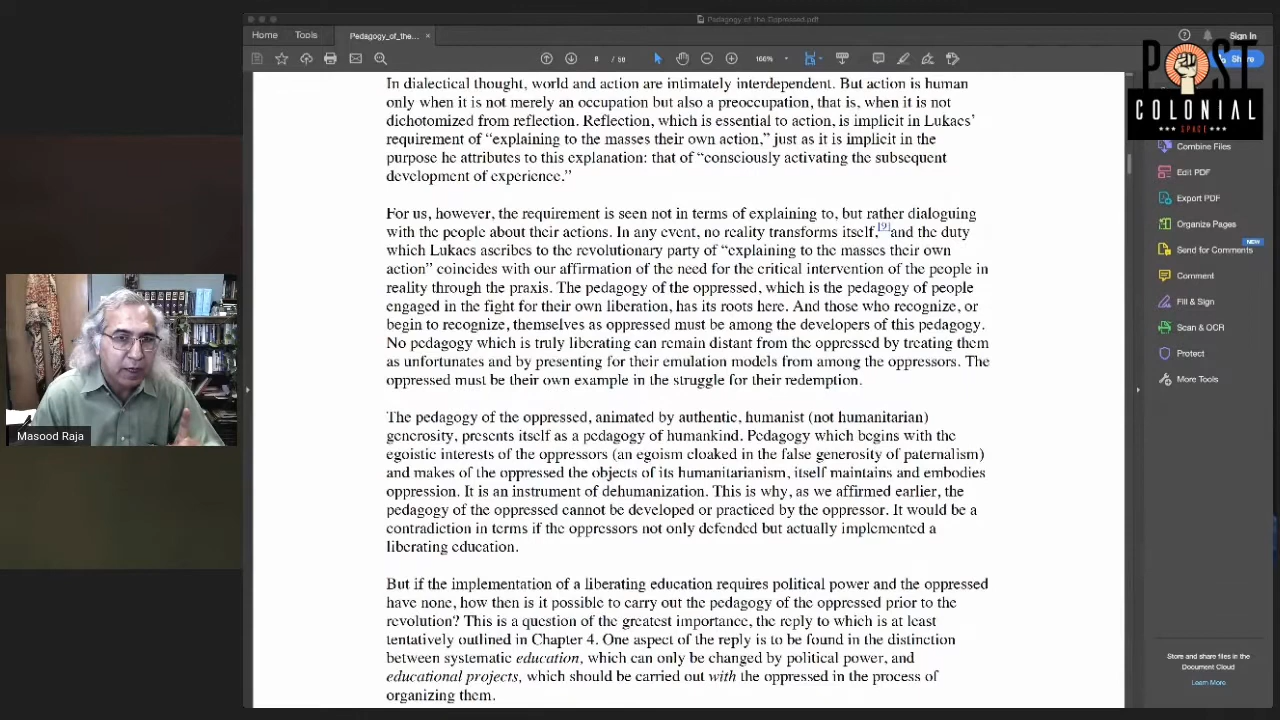 Pedagogy of the Oppressed.pdf
Home
Tools
Pedagogy_of_the... ×
Sign In
8 / 50
166%
Share
POST
COLONIAL
SPACE
In dialectical thought, world and action are intimately interdependent. But action is human
only when it is not merely an occupation but also a preoccupation, that is, when it is not
dichotomized from reflection. Reflection, which is essential to action, is implicit in Lukacs’
requirement of “explaining to the masses their own action,” just as it is implicit in the
purpose he attributes to this explanation: that of “consciously activating the subsequent
development of experience.”
For us, however, the requirement is seen not in terms of explaining to, but rather dialoguing
with the people about their actions. In any event, no reality transforms itself,[9]and the duty
which Lukacs ascribes to the revolutionary party of “explaining to the masses their own
action” coincides with our affirmation of the need for the critical intervention of the people in
reality through the praxis. The pedagogy of the oppressed, which is the pedagogy of people
engaged in the fight for their own liberation, has its roots here. And those who recognize, or
begin to recognize, themselves as oppressed must be among the developers of this pedagogy.
No pedagogy which is truly liberating can remain distant from the oppressed by treating them
as unfortunates and by presenting for their emulation models from among the oppressors. The
oppressed must be their own example in the struggle for their redemption.
The pedagogy of the oppressed, animated by authentic, humanist (not humanitarian)
generosity, presents itself as a pedagogy of humankind. Pedagogy which begins with the
egoistic interests of the oppressors (an egoism cloaked in the false generosity of paternalism)
and makes of the oppressed the objects of its humanitarianism, itself maintains and embodies
oppression. It is an instrument of dehumanization. This is why, as we affirmed earlier, the
pedagogy of the oppressed cannot be developed or practiced by the oppressor. It would be a
contradiction in terms if the oppressors not only defended but actually implemented a
liberating education.
But if the implementation of a liberating education requires political power and the oppressed
have none, how then is it possible to carry out the pedagogy of the oppressed prior to the
revolution? This is a question of the greatest importance, the reply to which is at least
tentatively outlined in Chapter 4. One aspect of the reply is to be found in the distinction
between systematic education, which can only be changed by political power, and
educational projects, which should be carried out with the oppressed in the process of
organizing them.
Masood Raja
Combine Files
Edit PDF
Export PDF
Organize Pages
NEW
Send for Comments
Comment
Fill & Sign
Scan & OCR
Protect
More Tools
Store and share files in the
Document Cloud
Learn More